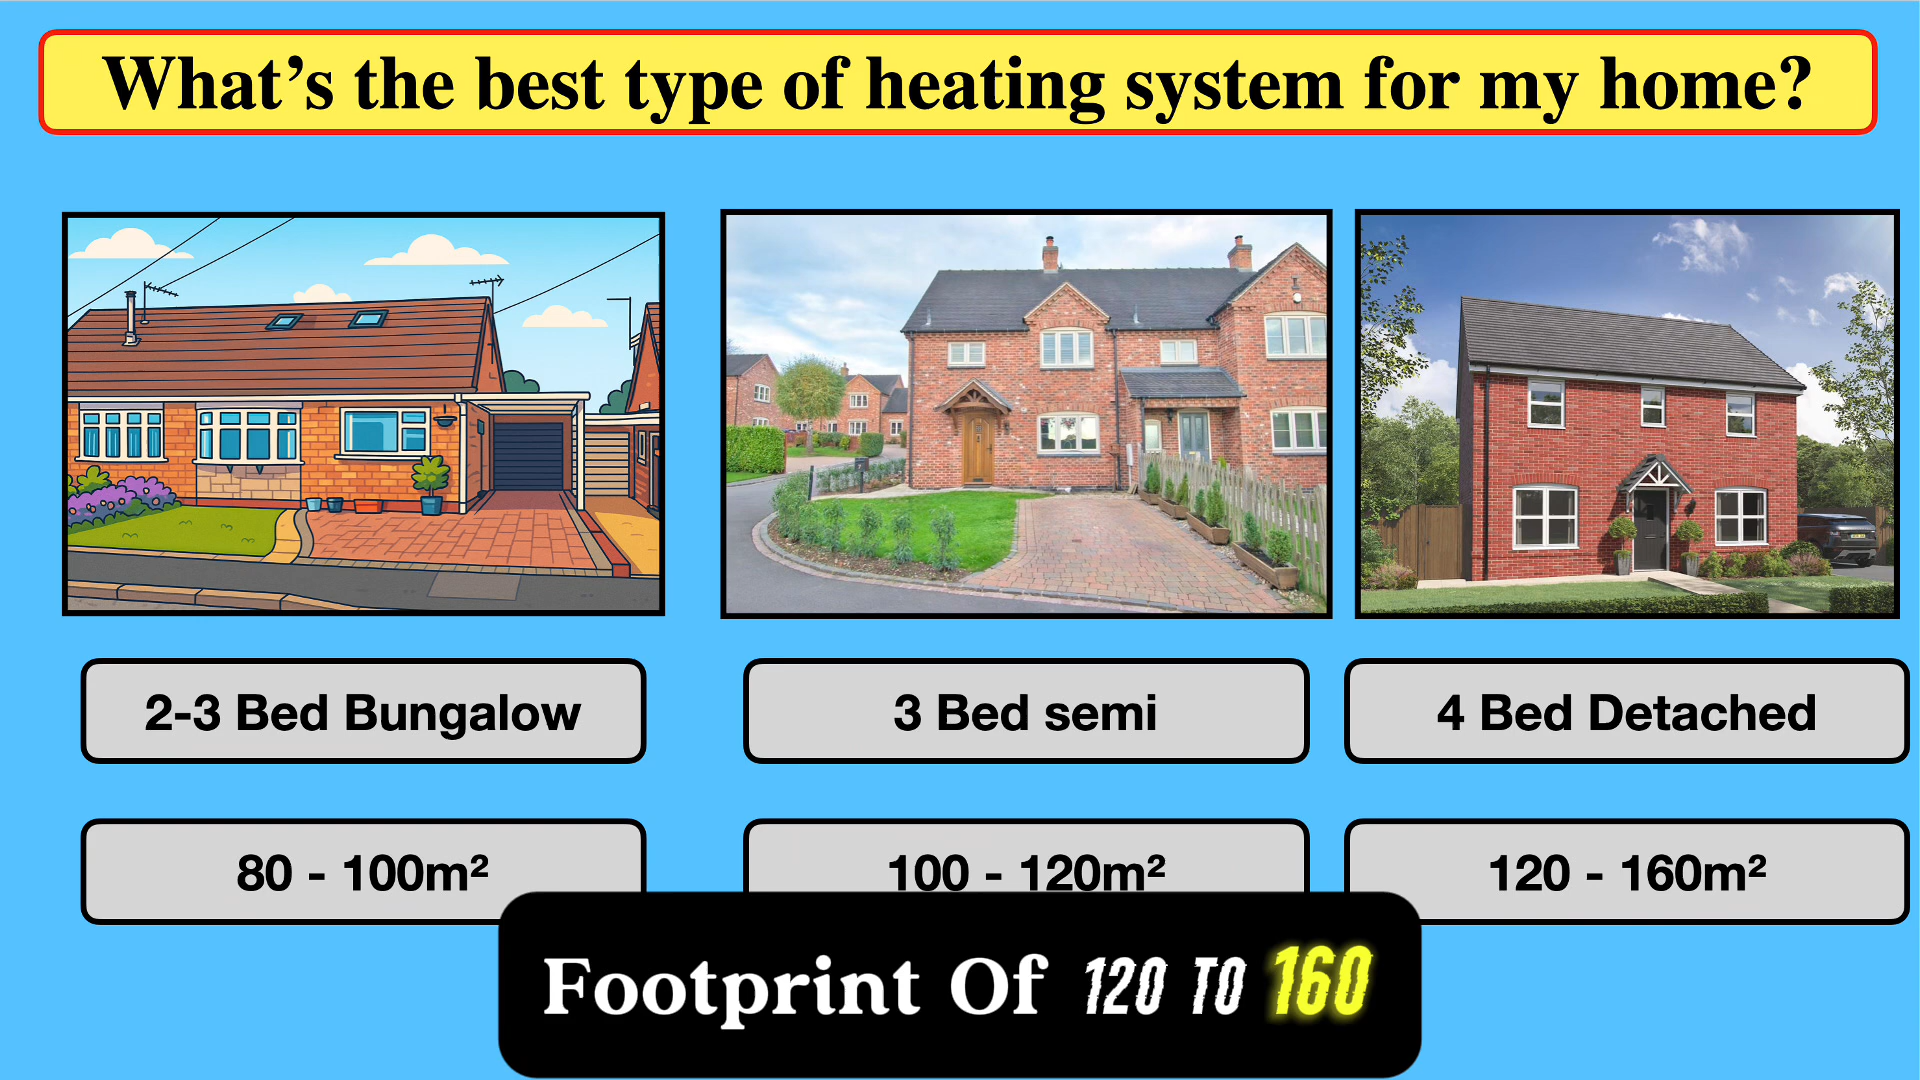 What’s the best type of heating system for my home?
2-3 Bed Bungalow
3 Bed semi
4 Bed Detached
80 - 100m²
100 - 120m²
120 - 160m²
Footprint Of 120 TO 160